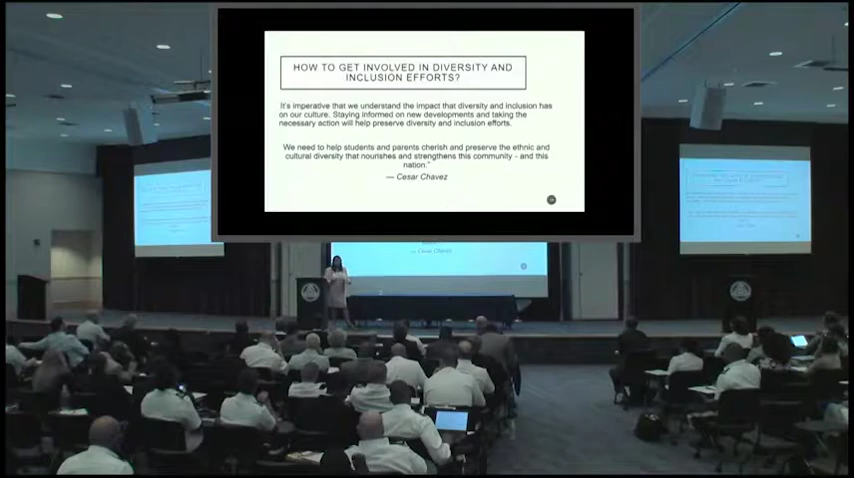 HOW TO GET INVOLVED IN DIVERSITY AND
INCLUSION EFFORTS?
It's imperative that we understand the impact that diversity and inclusion has
on our culture. Staying informed on new developments and taking the
necessary action will help preserve diversity and inclusion efforts.
We need to help students and parents cherish and preserve the ethnic and
cultural diversity that nourishes and strengthens this community - and this
nation."
— Cesar Chavez
— Cesar Chavez